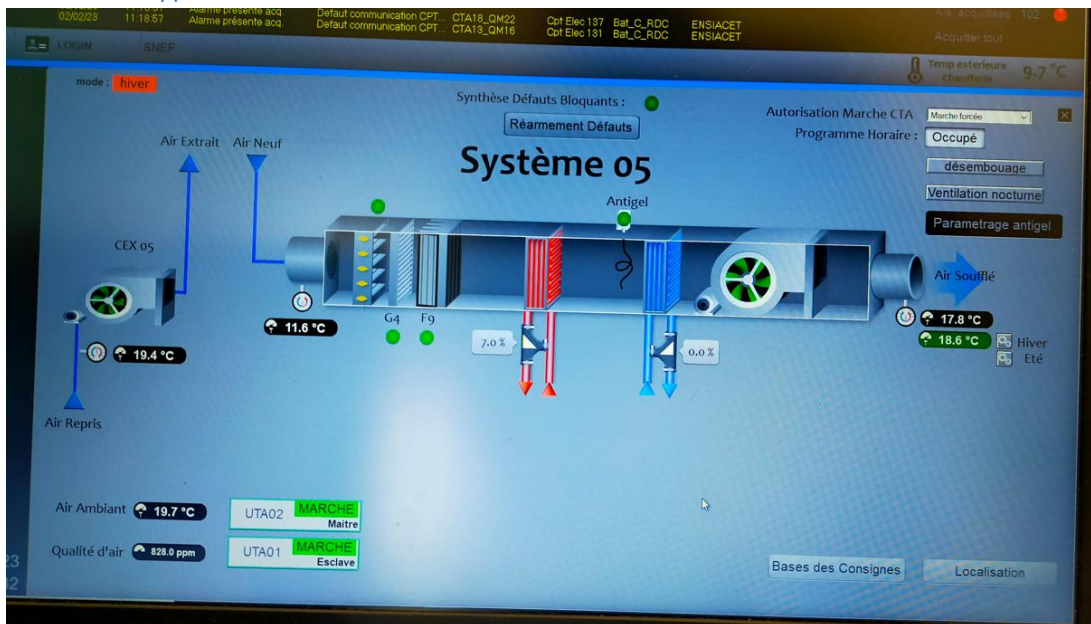 02/02/23 11:18:57 Alarme présente acq. Defaut communication CPT... CTA18_QM22 Cpt Elec 137 Bat_C_RDC ENSIACET
Alarme présente acq. Defaut communication CPT... CTA13_QM16 Cpt Elec 131 Bat_C_RDC ENSIACET
102
Acquitter tout
LOGIN SNEF
Temp exterieure
Chaufferie
9.7 °C
mode : hiver
Synthèse Défauts Bloquants :
Réarmement Défauts
Autorisation Marche CTA Marche forcée
Programme Horaire : Occupé
désembouage
Ventilation nocturne
Parametrage antigel
Système 05
Air Extrait Air Neuf
Antigel
CEX 05
Air Soufflé
G4 F9
11.6 °C
19.4 °C
7.0 %
0.0 %
17.8 °C
18.6 °C
Hiver
Eté
Air Repris
Air Ambiant 19.7 °C
UTA02 MARCHE
Maitre
Qualité d'air 828.0 ppm
UTA01 MARCHE
Esclave
Bases des Consignes
Localisation